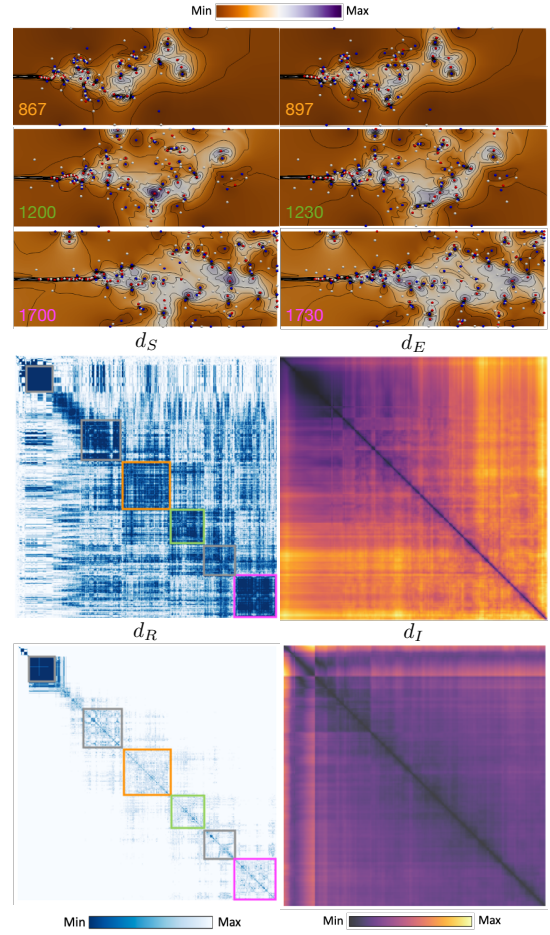 Min Max
867 897
1200 1230
1700 1730
d_S d_E
d_R d_I
Min Max Min Max